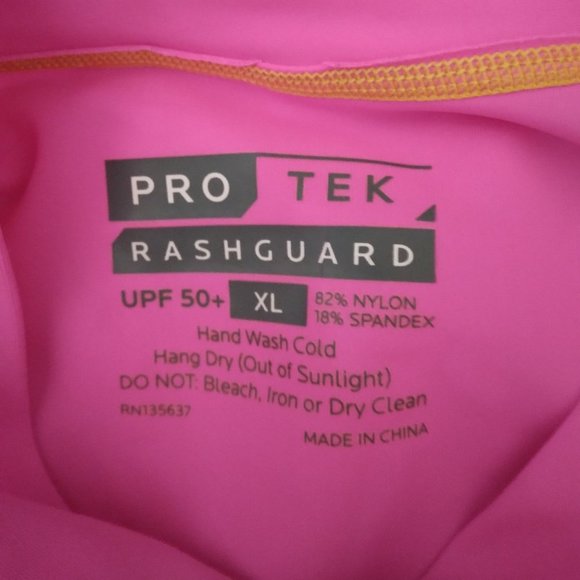 PRO TEK
RASHGUARD
UPF 50+ XL 82% NYLON
18% SPANDEX
Hand Wash Cold
Hang Dry (Out of Sunlight)
DO NOT: Bleach, Iron or Dry Clean
RN135637
MADE IN CHINA